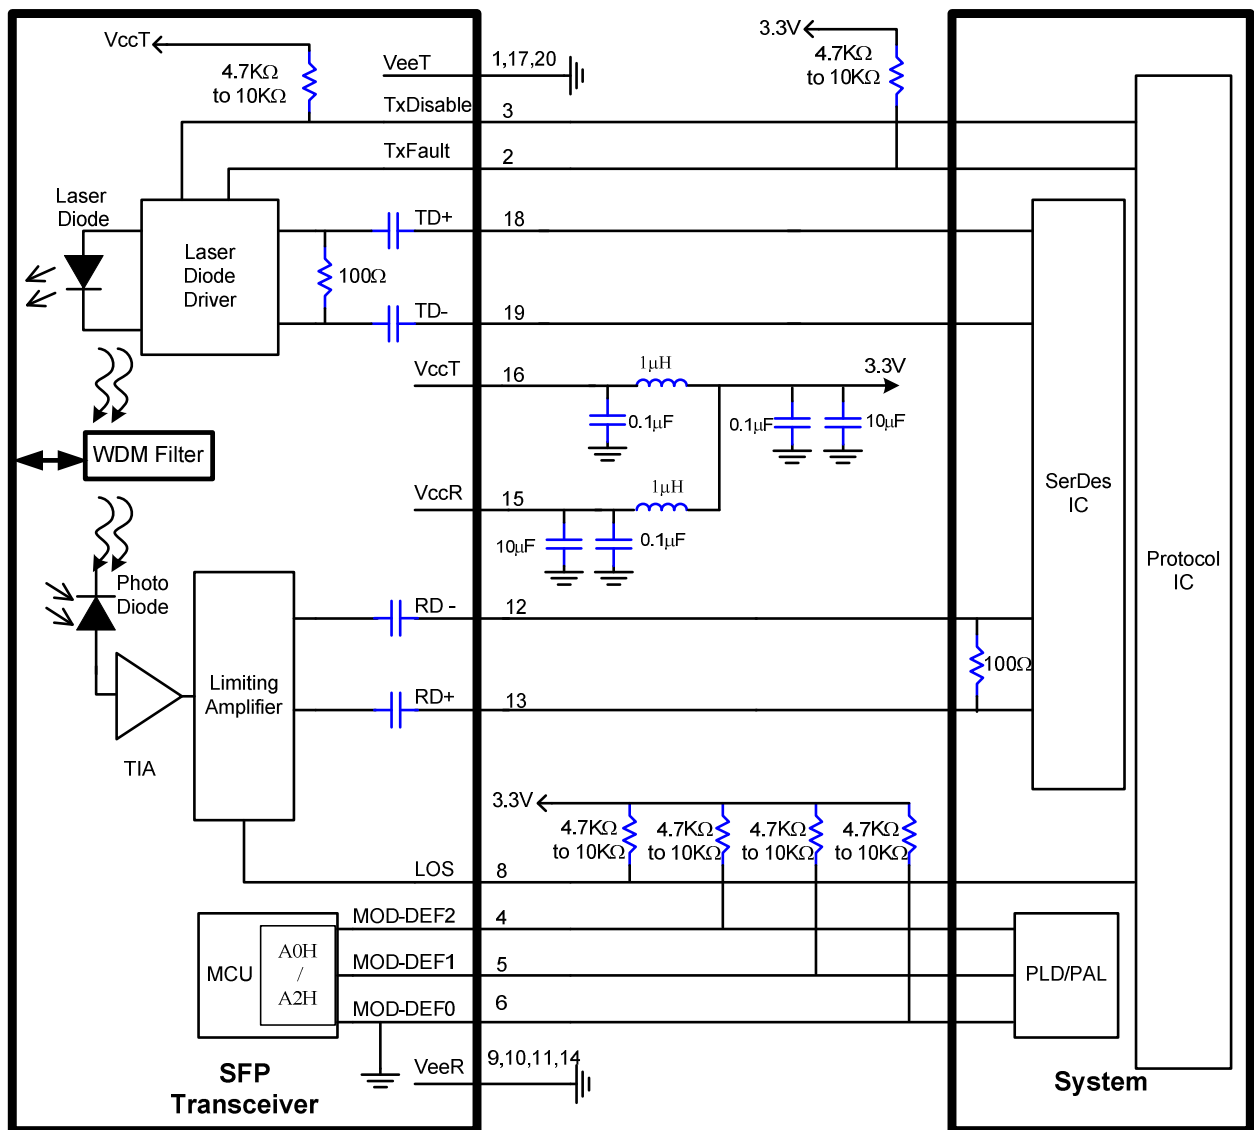 VccT
4.7KΩ
to 10KΩ
VeeT
1,17,20
3.3V
4.7KΩ
to 10KΩ
TxDisable
3
TxFault
2
Laser
Diode
Laser
Diode
Driver
100Ω
TD+
18
TD-
19
VccT
16
1μH
3.3V
0.1μF
0.1μF
10μF
WDM Filter
VccR
15
1μH
10μF
0.1μF
SerDes
IC
Protocol
IC
Photo
Diode
RD -
12
Limiting
Amplifier
100Ω
RD+
13
TIA
3.3V
4.7KΩ
to 10KΩ
4.7KΩ
to 10KΩ
4.7KΩ
to 10KΩ
4.7KΩ
to 10KΩ
LOS
8
MOD-DEF2
4
MCU
A0H
/
A2H
MOD-DEF1
5
PLD/PAL
MOD-DEF0
6
VeeR
9,10,11,14
SFP
Transceiver
System